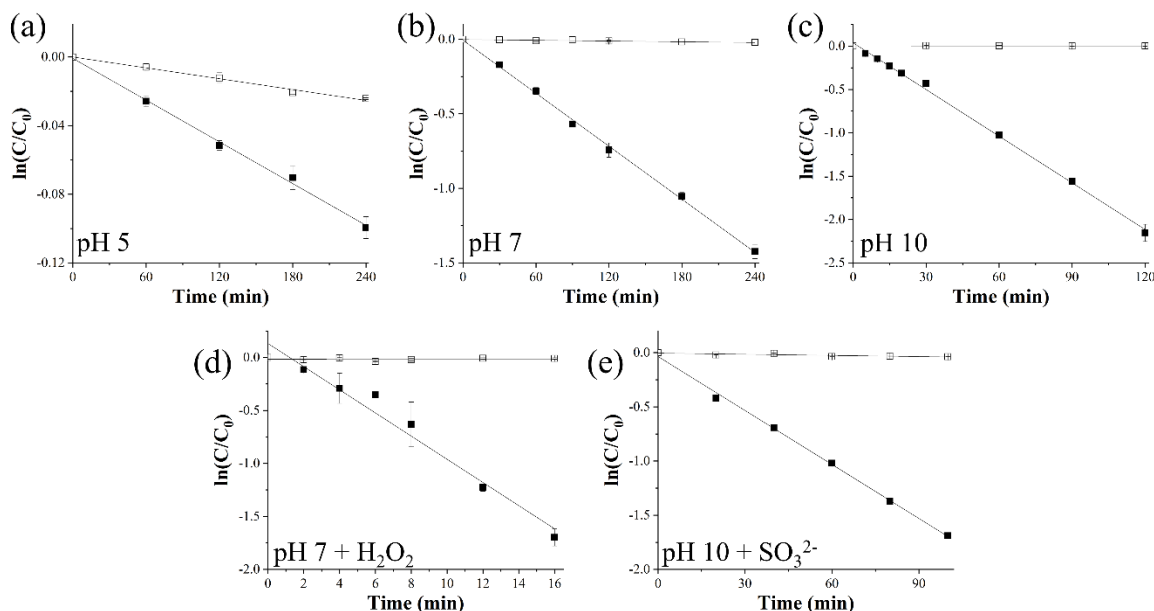 (a)
ln(C/C₀)
0.00
-0.04
-0.08
-0.12
pH 5
0 60 120 180 240
Time (min)
(b)
ln(C/C₀)
0.0
-0.5
-1.0
-1.5
pH 7
0 60 120 180 240
Time (min)
(c)
ln(C/C₀)
0.0
-0.5
-1.0
-1.5
-2.0
-2.5
pH 10
0 30 60 90 120
Time (min)
(d)
ln(C/C₀)
0.0
-0.5
-1.0
-1.5
-2.0
pH 7 + H₂O₂
0 2 4 6 8 10 12 14 16
Time (min)
(e)
ln(C/C₀)
0.0
-0.5
-1.0
-1.5
-2.0
pH 10 + SO₃²⁻
0 30 60 90
Time (min)